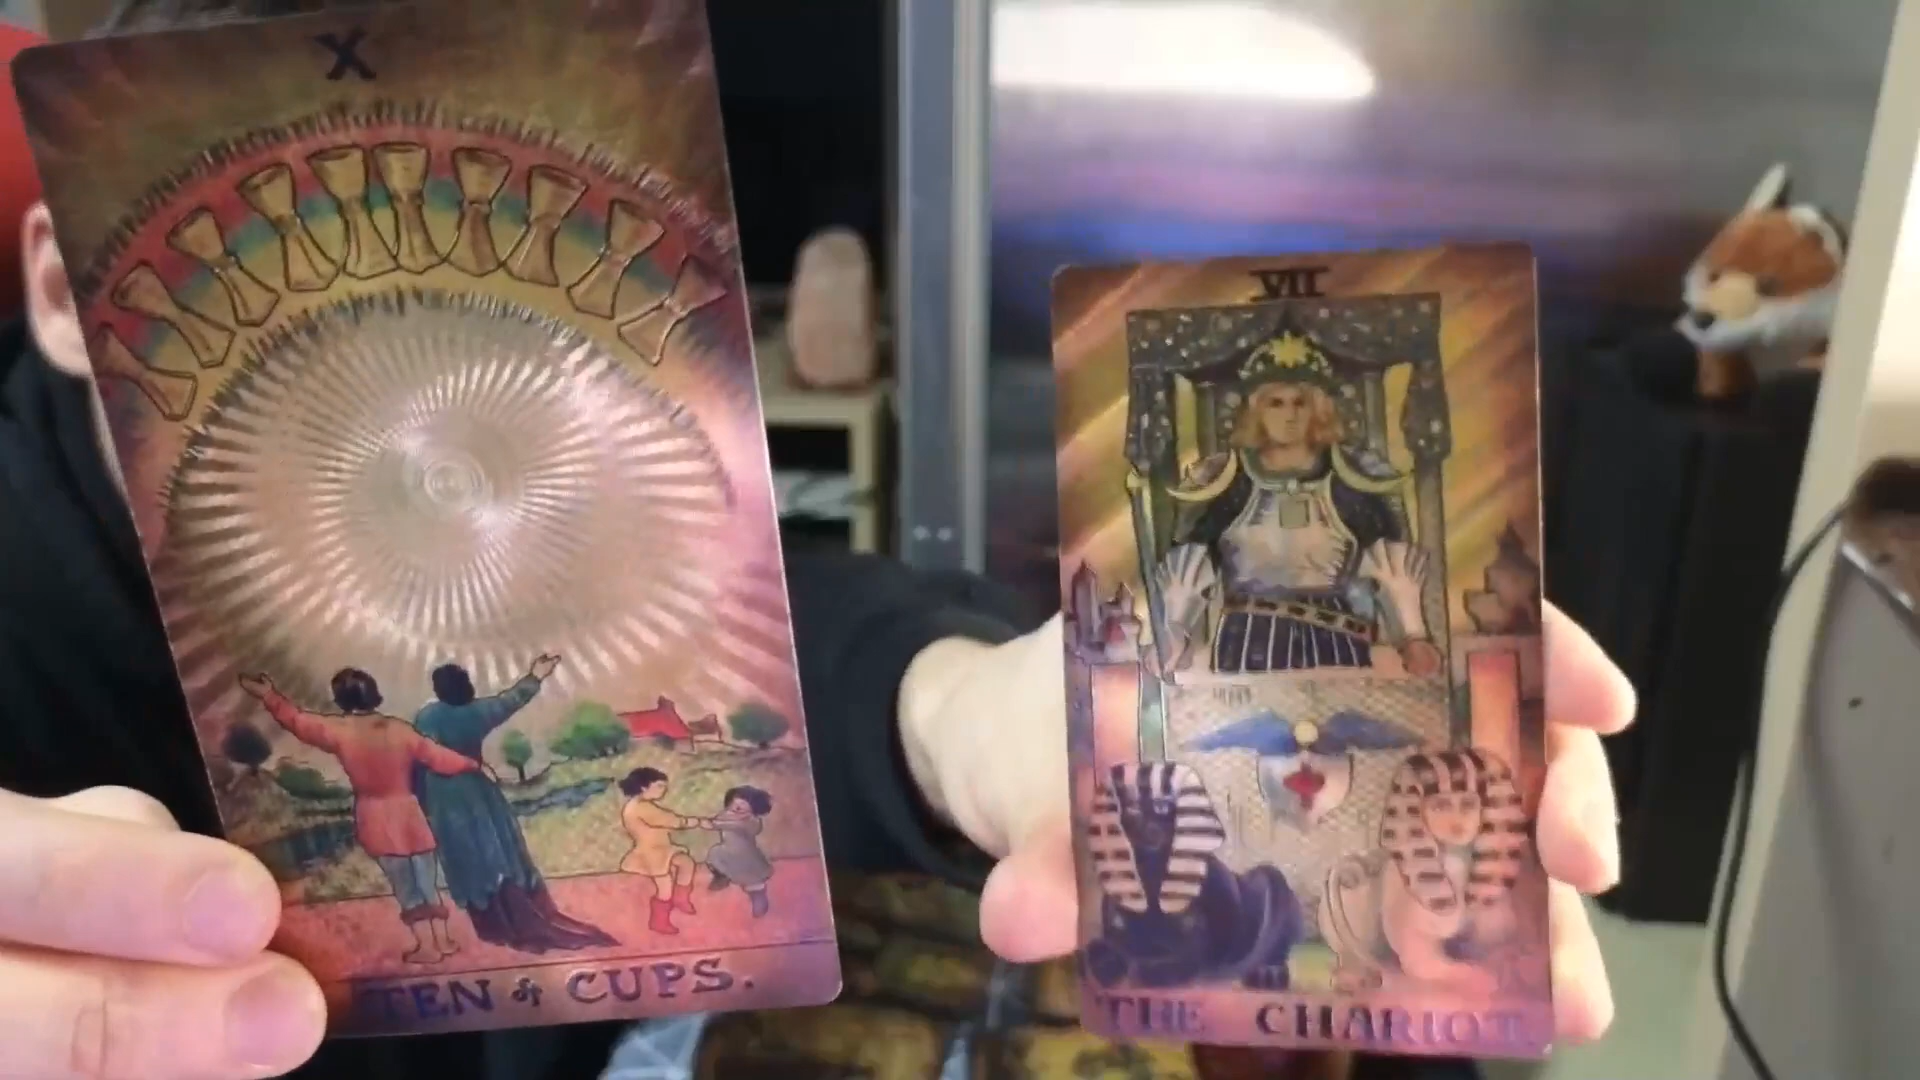 X
TEN of CUPS.
VII
THE CHARIOT.